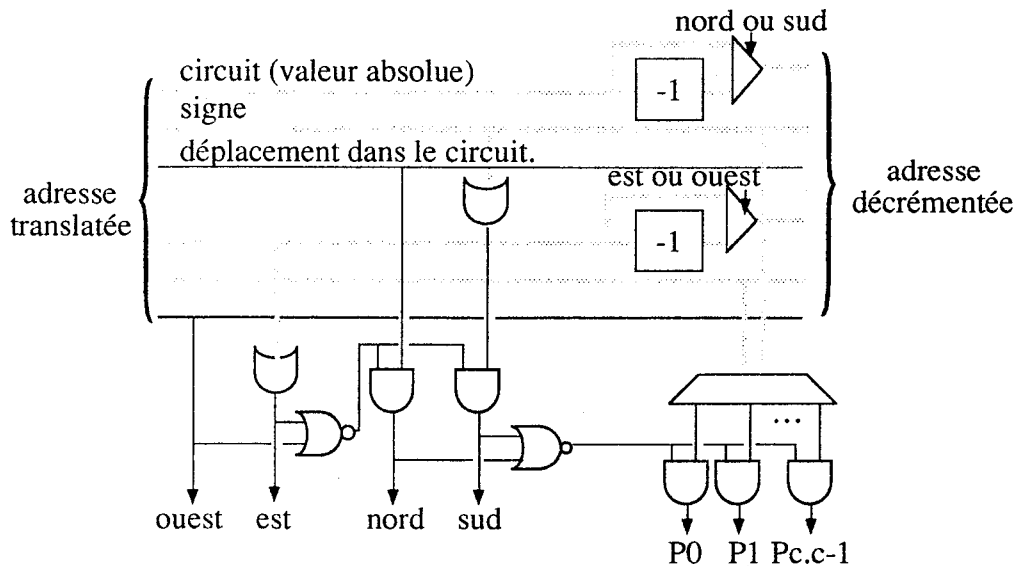 nord ou sud
circuit (valeur absolue)
-1
signe
déplacement dans le circuit.
est ou ouest
adresse
translatée
adresse
décrémentée
-1
...
ouest est nord sud
P0 P1 Pc.c-1